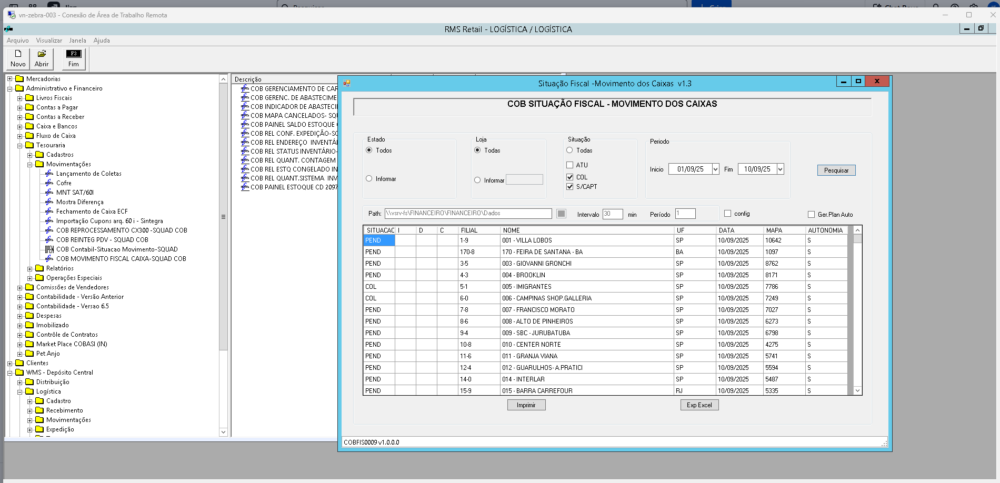 vn-zebra-003 - Conexão de Área de Trabalho Remota
RMS Retail - LOGÍSTICA / LOGÍSTICA
Arquivo Visualizar Janela Ajuda
F3
Novo Abrir Fim
Mercadorias
Administrativo e Financeiro
Livros Fiscais
Contas a Pagar
Contas a Receber
Caixa e Bancos
Fluxo de Caixa
Tesouraria
Cadastros
Movimentações
Lançamento de Coletas
Cofre
MNT SAT/60I
Mostra Diferença
Fechamento de Caixa ECF
Importação Cupons arq. 60 i - Sintegra
COB REPROCESSAMENTO CX300 -SQUAD COB
COB REINTEG PDV - SQUAD COB
OPEN COB Contabil-Situacao Movimento-SQUAD
COB MOVIMENTO FISCAL CAIXA-SQUAD COB
Relatórios
Operações Especiais
Comissões de Vendedores
Contabilidade - Versão Anterior
Contabilidade - Versao 6.5
Despesas
Imobilizado
Contrôle de Contratos
Market Place COBASI (IN)
Pet Anjo
Clientes
WMS - Depósito Central
Distribuição
Logística
Cadastro
Recebimento
Movimentações
Expedição
Descrição
COB GERENCIAMENTO DE CAR
COB GERENC. DE ABASTECIME
COB INDICADOR DE ABASTECI
COB MAPA CANCELADOS- SQU
COB PAINEL SALDO ESTOQUE
COB REL CONF. EXPEDIÇÃO-SQ
COB REL ENDEREÇO INVENTÁ
COB REL STATUS INVENTÁRIO-
COB REL QUANT. CONTAGEM
COB REL ESTQ CONGELADO IN
COB REL QUANT.SISTEMA INV
COB PAINEL ESTOQUE CD 2097
Situação Fiscal -Movimento dos Caixas v1.3
COB SITUAÇÃO FISCAL - MOVIMENTO DOS CAIXAS
Estado
Todos
Informar
Loja
Todas
Informar
Situação
Todas
ATU
COL
S/CAPT
Periodo
Inicio 01/09/25 Fim 10/09/25
Pesquisar
Path: \\vsrv-fs\FINANCEIRO\FINANCEIRO\Dados Intervalo 30 min Período 1 config Ger.Plan Auto
SITUACAO I D C FILIAL NOME UF DATA MAPA AUTONOMIA
PEND 1-9 001 - VILLA LOBOS SP 10/09/2025 10642 S
PEND 170-8 170 - FEIRA DE SANTANA - BA BA 10/09/2025 1097 S
PEND 3-5 003 - GIOVANNI GRONCHI SP 10/09/2025 8762 S
PEND 4-3 004 - BROOKLIN SP 10/09/2025 8171 S
COL 5-1 005 - IMIGRANTES SP 10/09/2025 7786 S
COL 6-0 006 - CAMPINAS SHOP.GALLERIA SP 10/09/2025 7249 S
PEND 7-8 007 - FRANCISCO MORATO SP 10/09/2025 7027 S
PEND 8-6 008 - ALTO DE PINHEIROS SP 10/09/2025 6273 S
PEND 9-4 009 - SBC - JURUBATUBA SP 10/09/2025 6798 S
PEND 10-8 010 - CENTER NORTE SP 10/09/2025 4275 S
PEND 11-6 011 - GRANJA VIANA SP 10/09/2025 5741 S
PEND 12-4 012 - GUARULHOS- A.PRATICI SP 10/09/2025 5594 S
PEND 14-0 014 - INTERLAR SP 10/09/2025 5487 S
PEND 15-9 015 - BARRA CARREFOUR RJ 10/09/2025 5335 S
Imprimir Exp Excel
COBFIS0009 v1.0.0.0